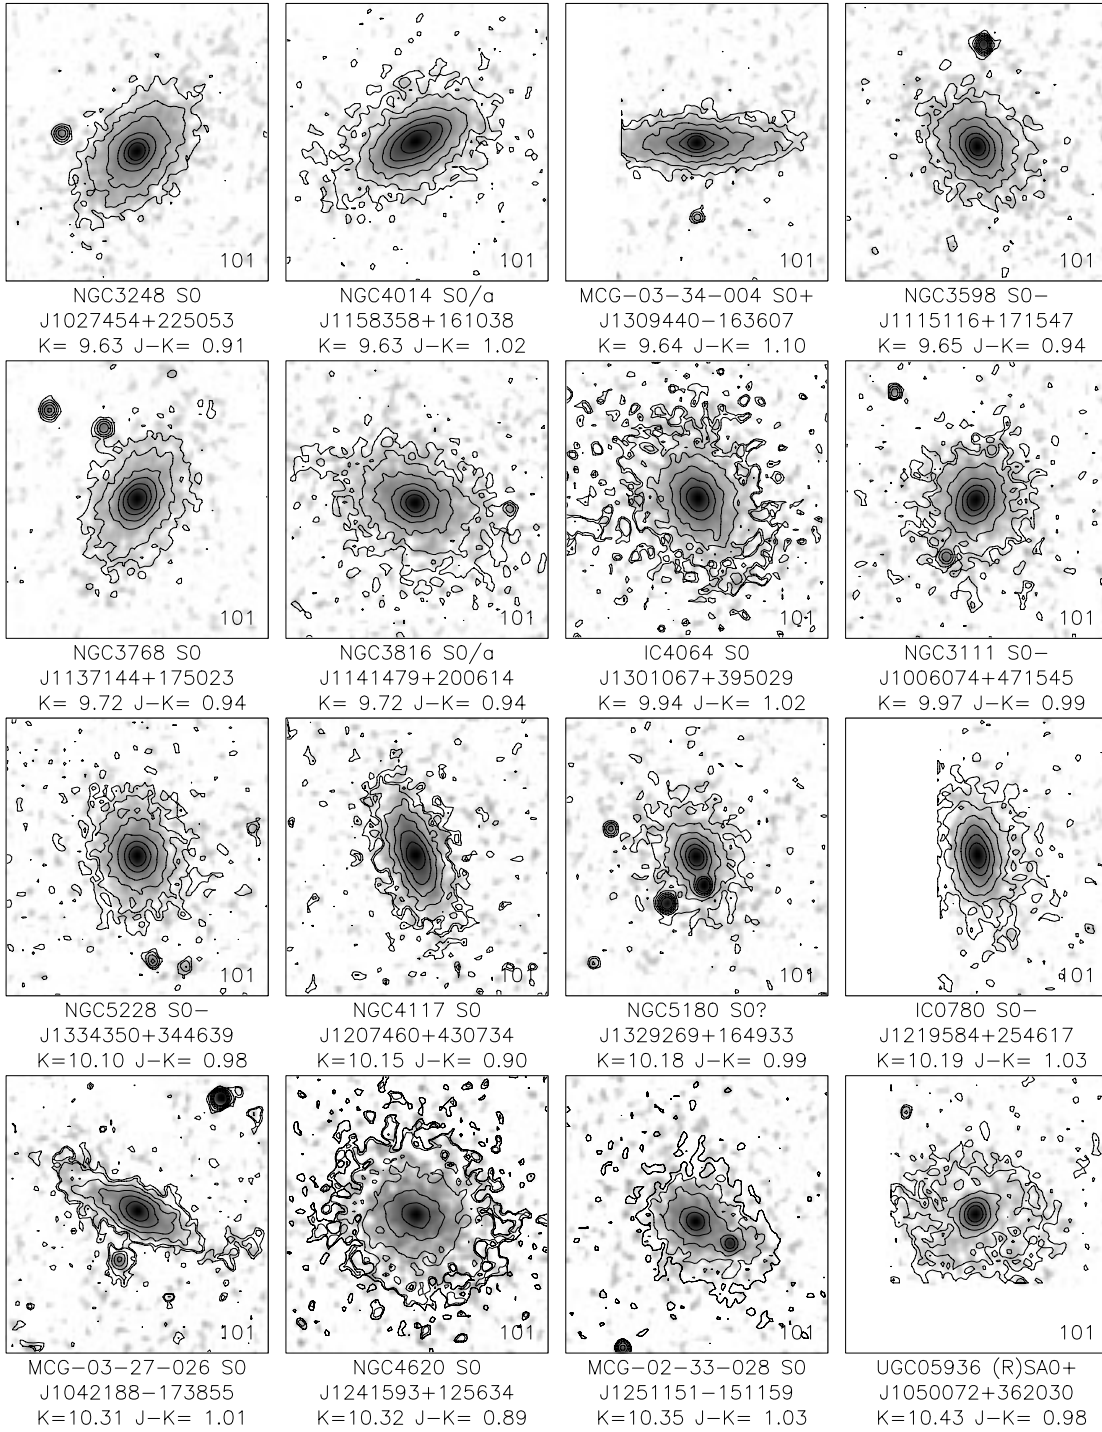 101 101 101 101
NGC3248 S0 NGC4014 S0/a MCG-03-34-004 S0+ NGC3598 S0-
J1027454+225053 J1158358+161038 J1309440-163607 J1115116+171547
K= 9.63 J-K= 0.91 K= 9.63 J-K= 1.02 K= 9.64 J-K= 1.10 K= 9.65 J-K= 0.94
101 101 101 101
NGC3768 S0 NGC3816 S0/a IC4064 S0 NGC3111 S0-
J1137144+175023 J1141479+200614 J1301067+395029 J1006074+471545
K= 9.72 J-K= 0.94 K= 9.72 J-K= 0.94 K= 9.94 J-K= 1.02 K= 9.97 J-K= 0.99
101 101 101 101
NGC5228 S0- NGC4117 S0 NGC5180 S0? IC0780 S0-
J1334350+344639 J1207460+430734 J1329269+164933 J1219584+254617
K=10.10 J-K= 0.98 K=10.15 J-K= 0.90 K=10.18 J-K= 0.99 K=10.19 J-K= 1.03
101 101 101 101
MCG-03-27-026 S0 NGC4620 S0 MCG-02-33-028 S0 UGC05936 (R)SA0+
J1042188-173855 J1241593+125634 J1251151-151159 J1050072+362030
K=10.31 J-K= 1.01 K=10.32 J-K= 0.89 K=10.35 J-K= 1.03 K=10.43 J-K= 0.98